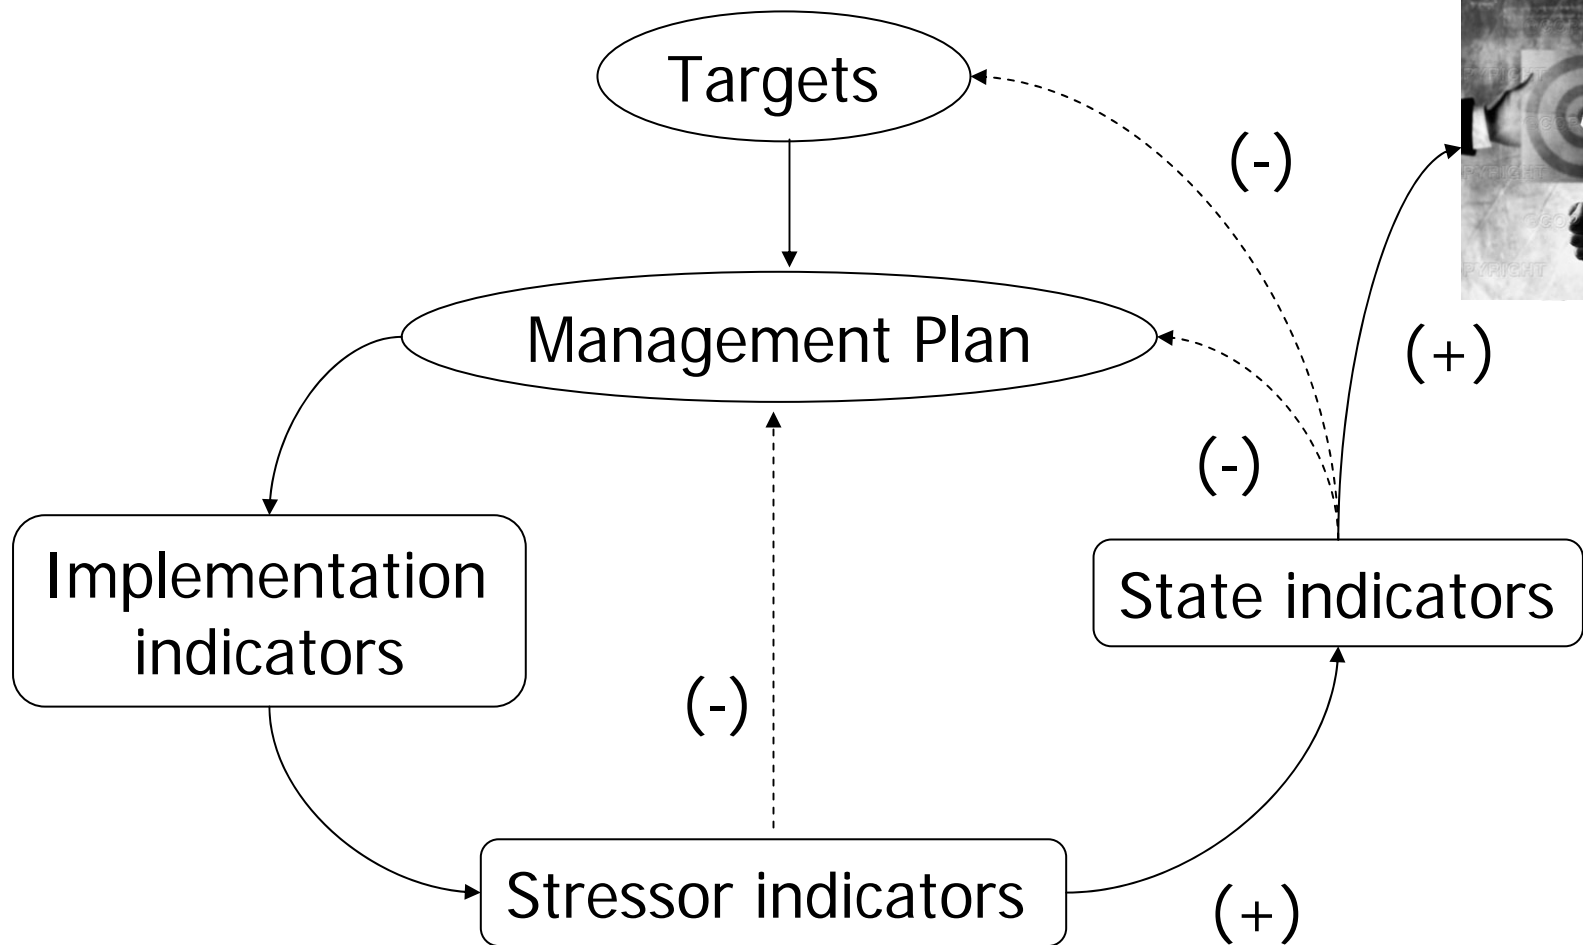 Targets
(-)
Management Plan
(+)
(-)
Implementation
indicators
State indicators
(-)
Stressor indicators
(+)